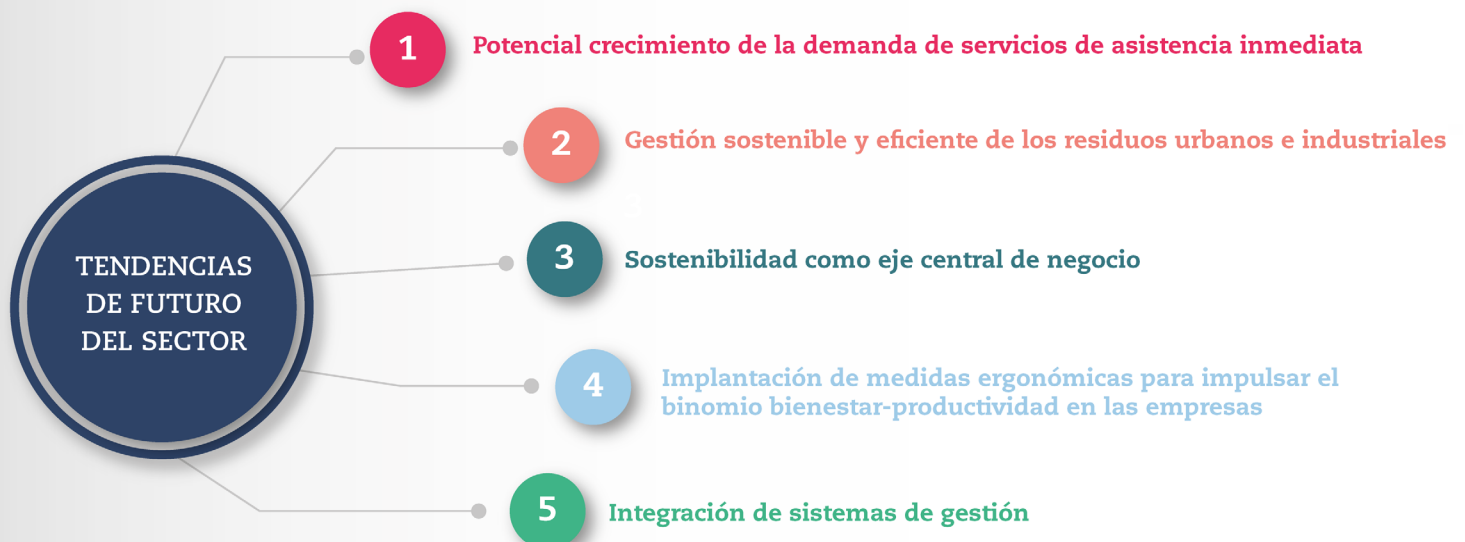 1
Potencial crecimiento de la demanda de servicios de asistencia inmediata
2
Gestión sostenible y eficiente de los residuos urbanos e industriales
3
3
Sostenibilidad como eje central de negocio
TENDENCIAS
DE FUTURO
DEL SECTOR
4
Implantación de medidas ergonómicas para impulsar el
binomio bienestar-productividad en las empresas
5
Integración de sistemas de gestión